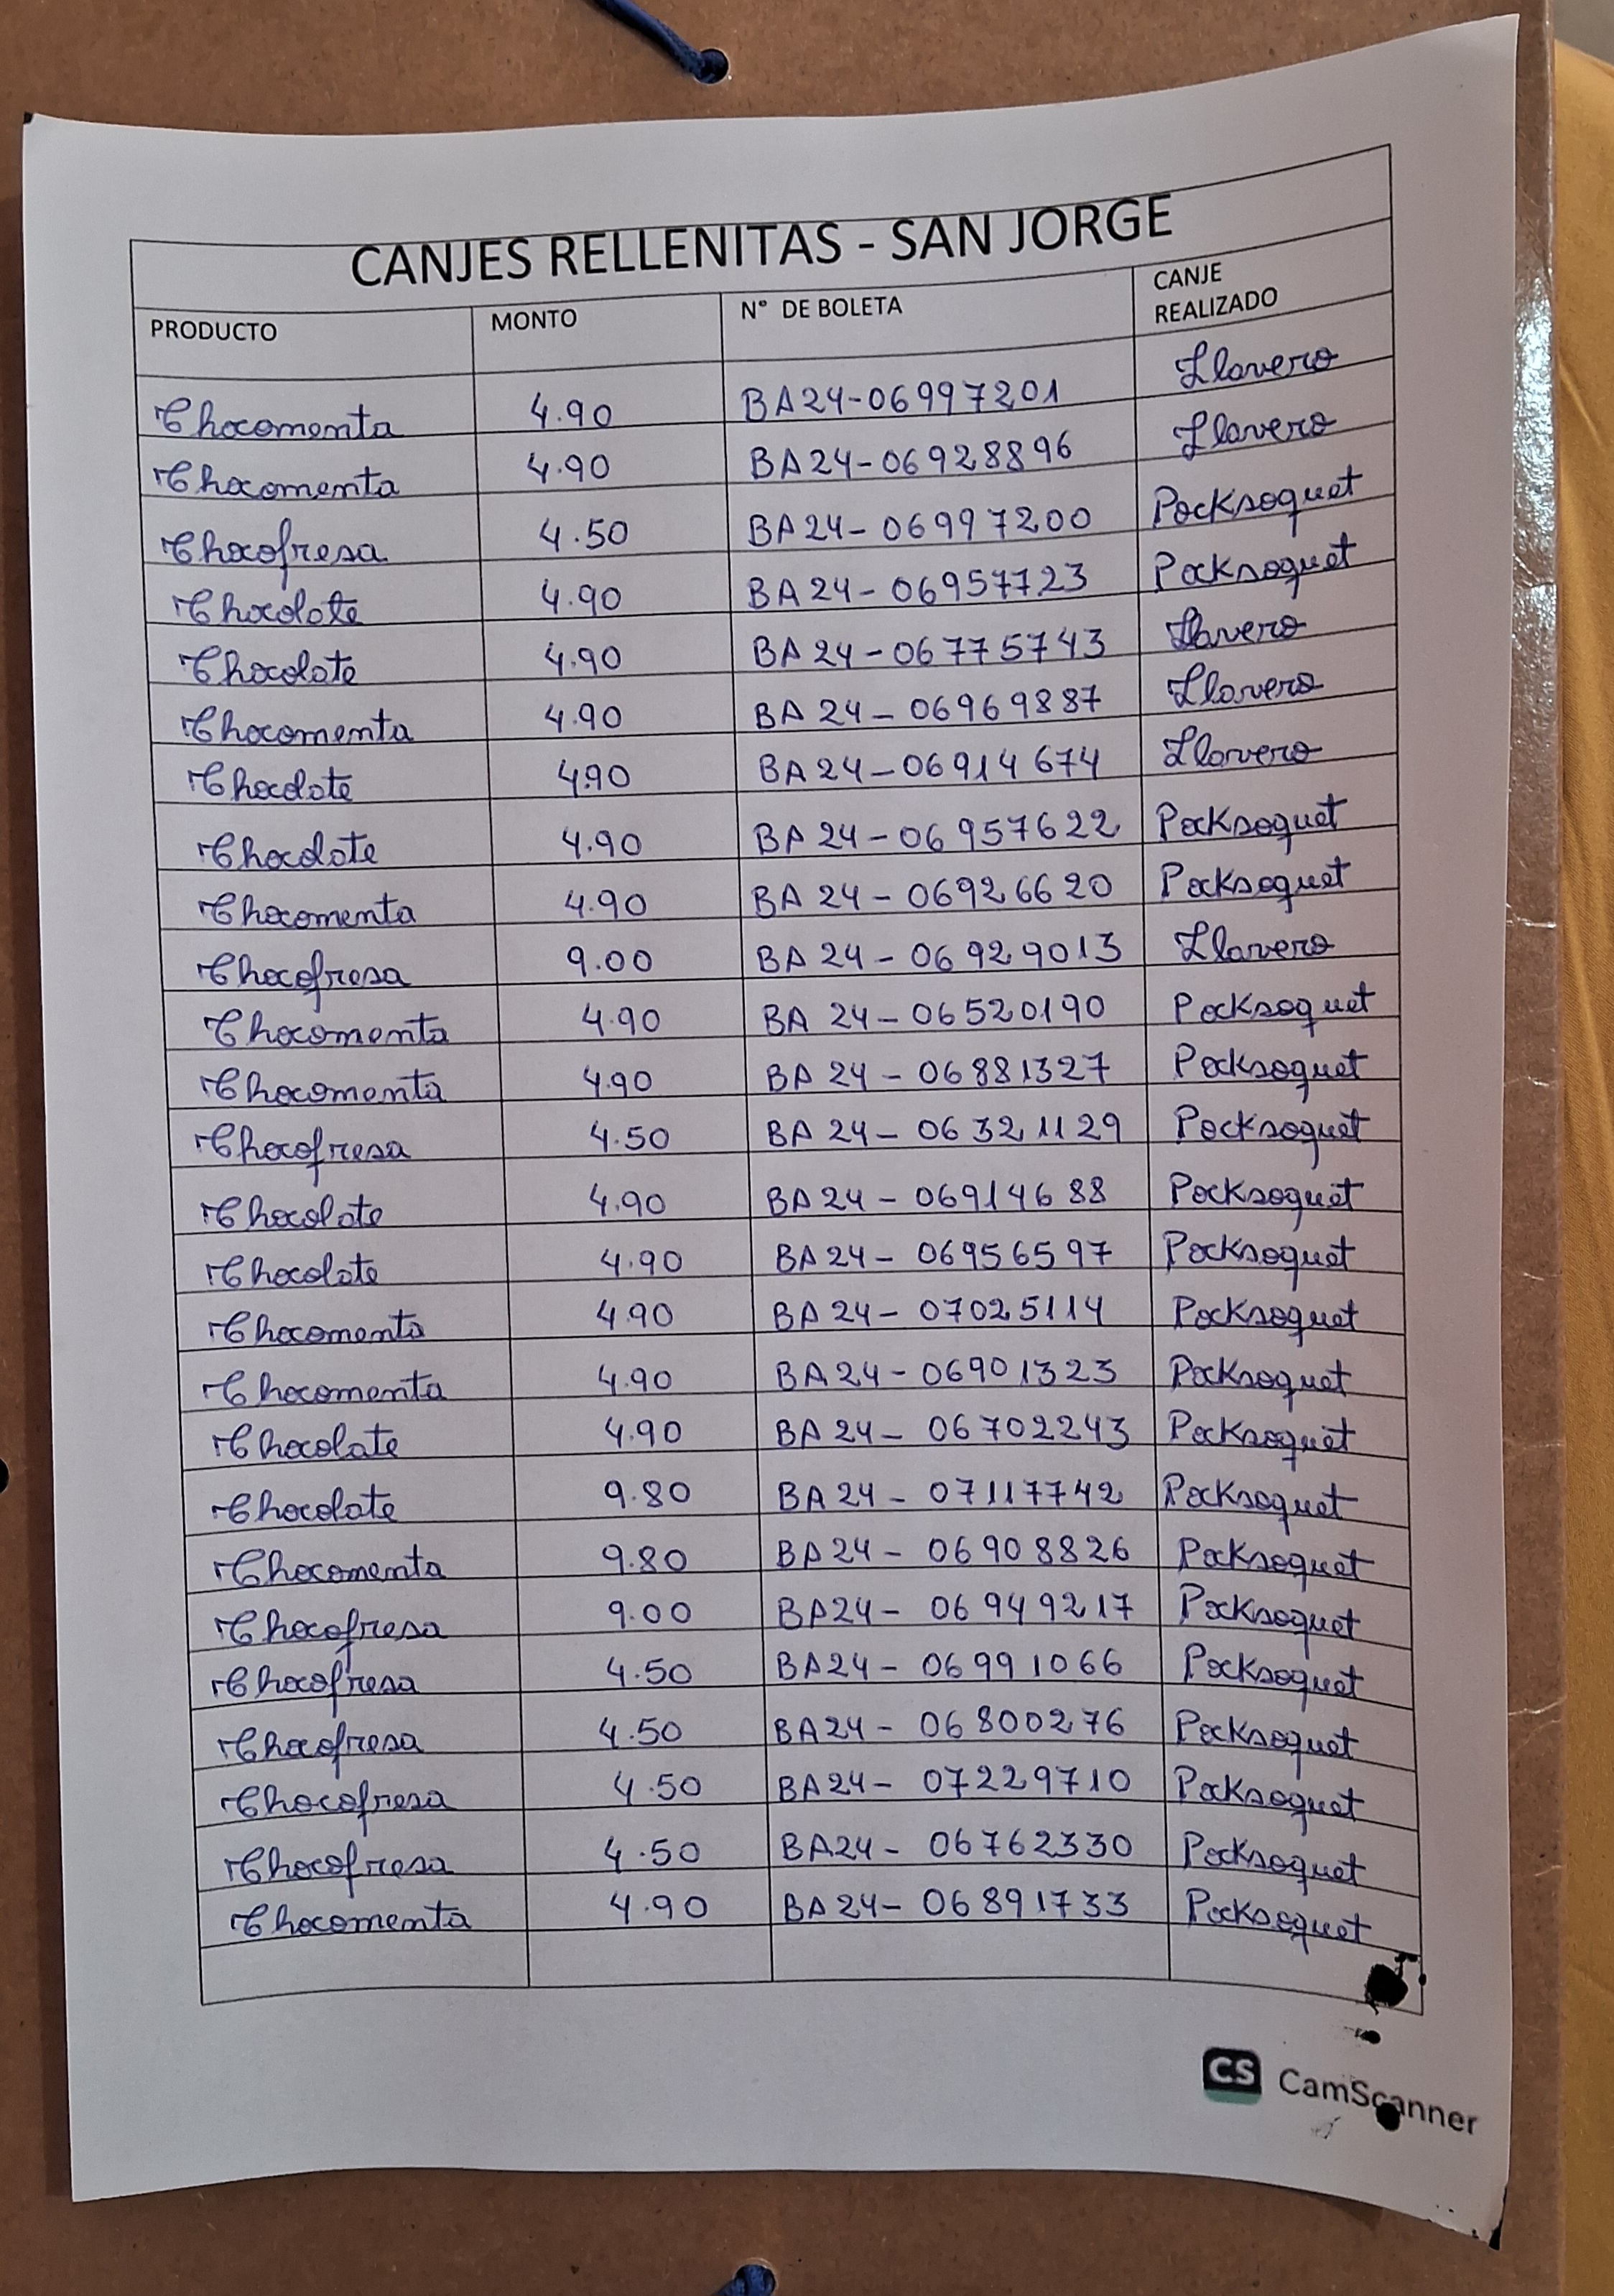 CANJES RELLENITAS - SAN JORGE
PRODUCTO MONTO N° DE BOLETA CANJE REALIZADO
Chocomenta 4.90 BA24-06997201 Llavero
Chocomenta 4.90 BA24-06928896 Llavero
Chocofresa 4.50 BA24-06997200 Pocksoquet
Chocolate 4.90 BA24-06957723 Pocksoquet
Chocolate 4.90 BA24-06775743 Llavero
Chocomenta 4.90 BA24-06969887 Llavero
Chocolate 4.90 BA24-06914674 Llavero
Chocolate 4.90 BA24-06957622 Pocksoquet
Chocomenta 4.90 BA24-06926620 Pocksoquet
Chocofresa 9.00 BA24-06929013 Llavero
Chocomenta 4.90 BA24-06520190 Pocksoquet
Chocomenta 4.90 BA24-06881327 Pocksoquet
Chocofresa 4.50 BA24-06321129 Pocksoquet
Chocolate 4.90 BA24-06914688 Pocksoquet
Chocolate 4.90 BA24-06956597 Pocksoquet
Chocomenta 4.90 BA24-07025114 Pocksoquet
Chocomenta 4.90 BA24-06901323 Pocksoquet
Chocolate 4.90 BA24-06702243 Pocksoquet
Chocolate 9.80 BA24-07117742 Pocksoquet
Chocomenta 9.80 BA24-06908826 Pocksoquet
Chocofresa 9.00 BA24-06949217 Pocksoquet
Chocofresa 4.50 BA24-06991066 Pocksoquet
Chocofresa 4.50 BA24-06800276 Pocksoquet
Chocofresa 4.50 BA24-07229710 Pocksoquet
Chocofresa 4.50 BA24-06762330 Pocksoquet
Chocomenta 4.90 BA24-06891733 Pocksoquet
CS CamScanner